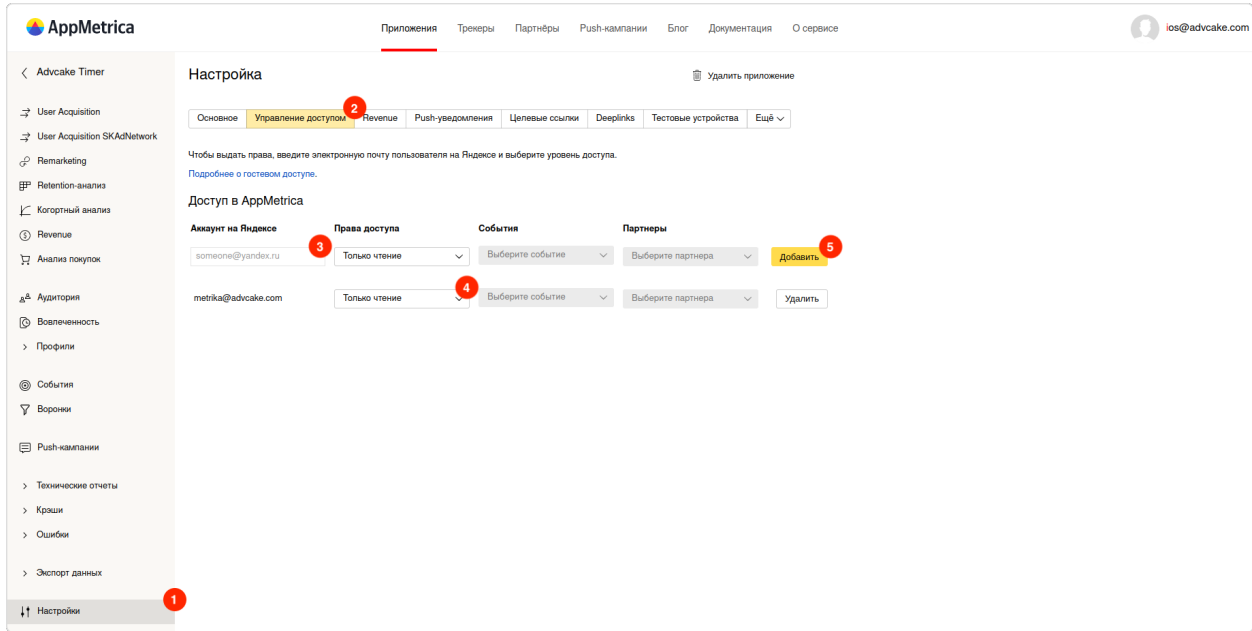 AppMetrica
Приложения Трекеры Партнёры Push-кампании Блог Документация О сервисе
ios@advcake.com
Advcake Timer
User Acquisition
User Acquisition SKAdNetwork
Remarketing
Retention-анализ
Когортный анализ
Revenue
Анализ покупок
Аудитория
Вовлеченность
Профили
События
Воронки
Push-кампании
Технические отчеты
Крэши
Ошибки
Экспорт данных
Настройки
1
Настройка
Удалить приложение
Основное Управление доступом 2 Revenue Push-уведомления Целевые ссылки Deeplinks Тестовые устройства Ещё
Чтобы выдать права, введите электронную почту пользователя на Яндексе и выберите уровень доступа.
Подробнее о гостевом доступе.
Доступ в AppMetrica
Аккаунт на Яндексе Права доступа События Партнеры
someone@yandex.ru 3 Только чтение Выберите событие Выберите партнера Добавить 5
metrika@advcake.com Только чтение 4 Выберите событие Выберите партнера Удалить